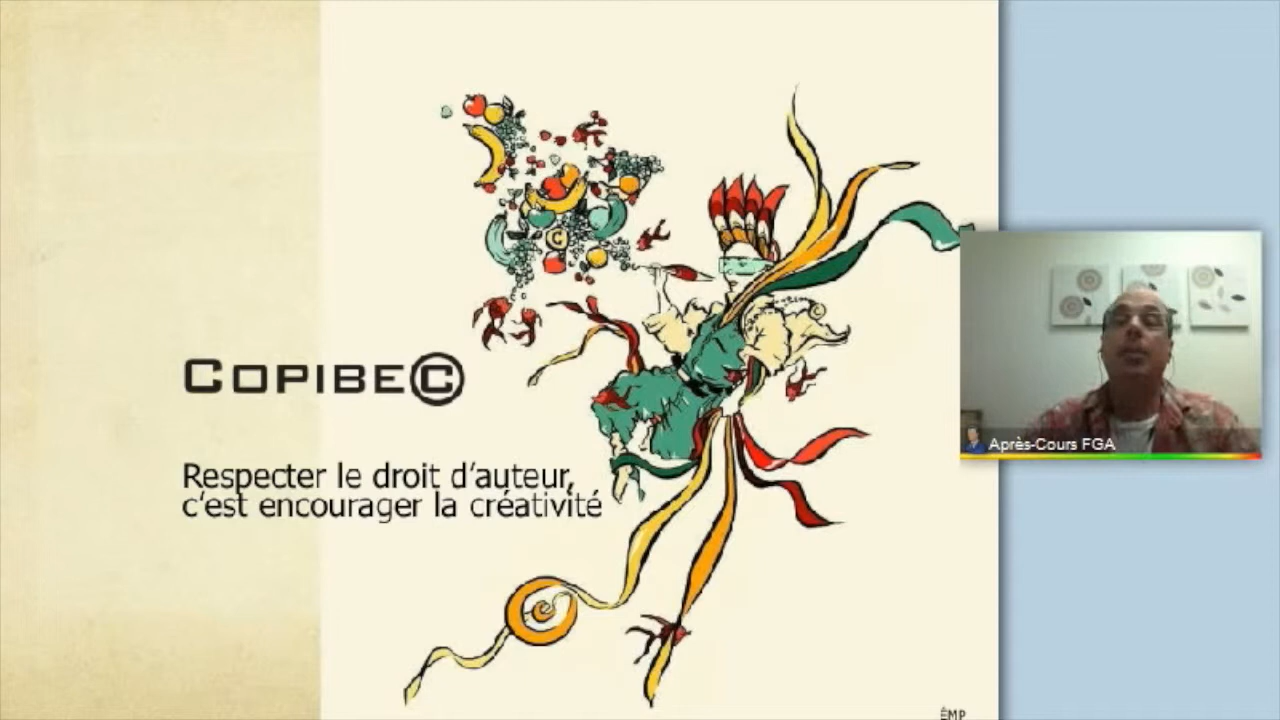 COPIBEC
Respecter le droit d'auteur,
c'est encourager la créativité
C
Après-Cours FGA
ÉMP